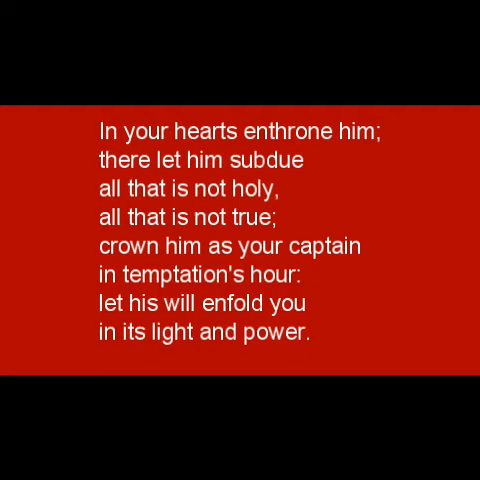 In your hearts enthrone him;
there let him subdue
all that is not holy,
all that is not true;
crown him as your captain
in temptation's hour:
let his will enfold you
in its light and power.